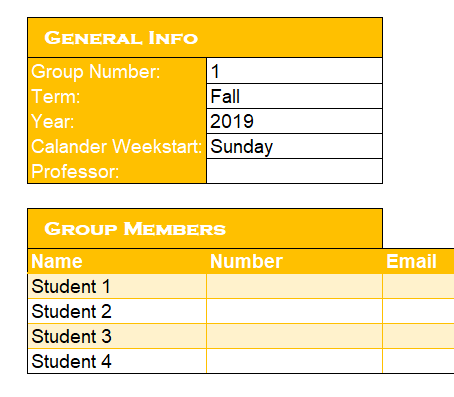 General Info
Group Number: 1
Term: Fall
Year: 2019
Calander Weekstart: Sunday
Professor:
Group Members
Name Number Email
Student 1
Student 2
Student 3
Student 4